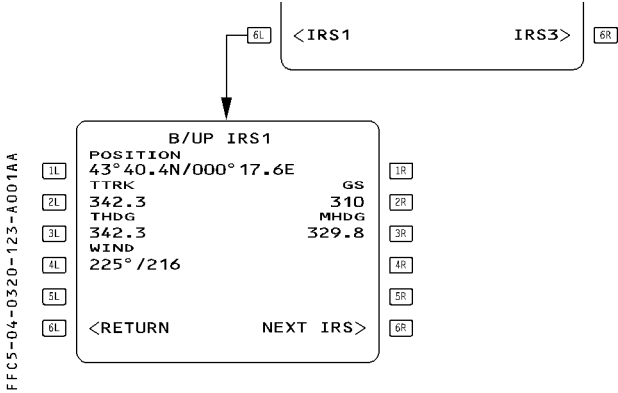 6L <IRS1 IRS3> 6R
B/UP IRS1
POSITION
1L 43°40.4N/000°17.6E 1R
TTRK GS
2L 342.3 310 2R
THDG MHDG
3L 342.3 329.8 3R
WIND
4L 225°/216 4R
5L 5R
6L <RETURN NEXT IRS> 6R
FFC5-04-0320-123-A001AA